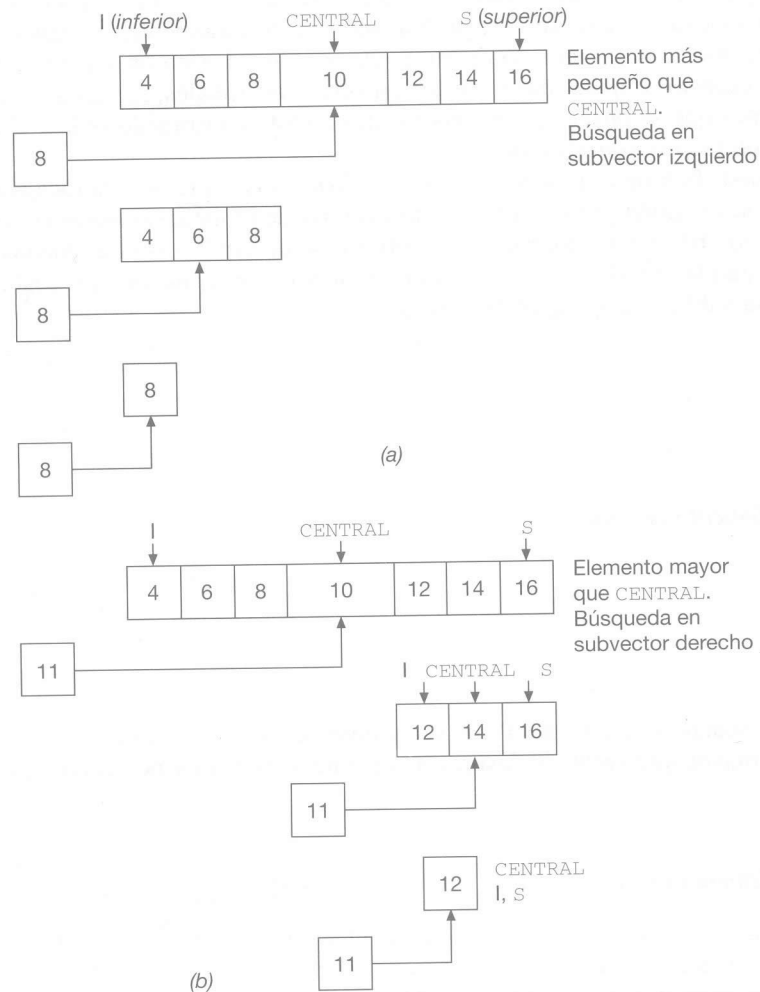 I (inferior) CENTRAL S (superior)
4 6 8 10 12 14 16
Elemento más
pequeño que
CENTRAL.
Búsqueda en
subvector izquierdo
8
4 6 8
8
8
8
(a)
I CENTRAL S
4 6 8 10 12 14 16
Elemento mayor
que CENTRAL.
Búsqueda en
subvector derecho
11
I CENTRAL S
12 14 16
11
12
CENTRAL
I, S
11
(b)